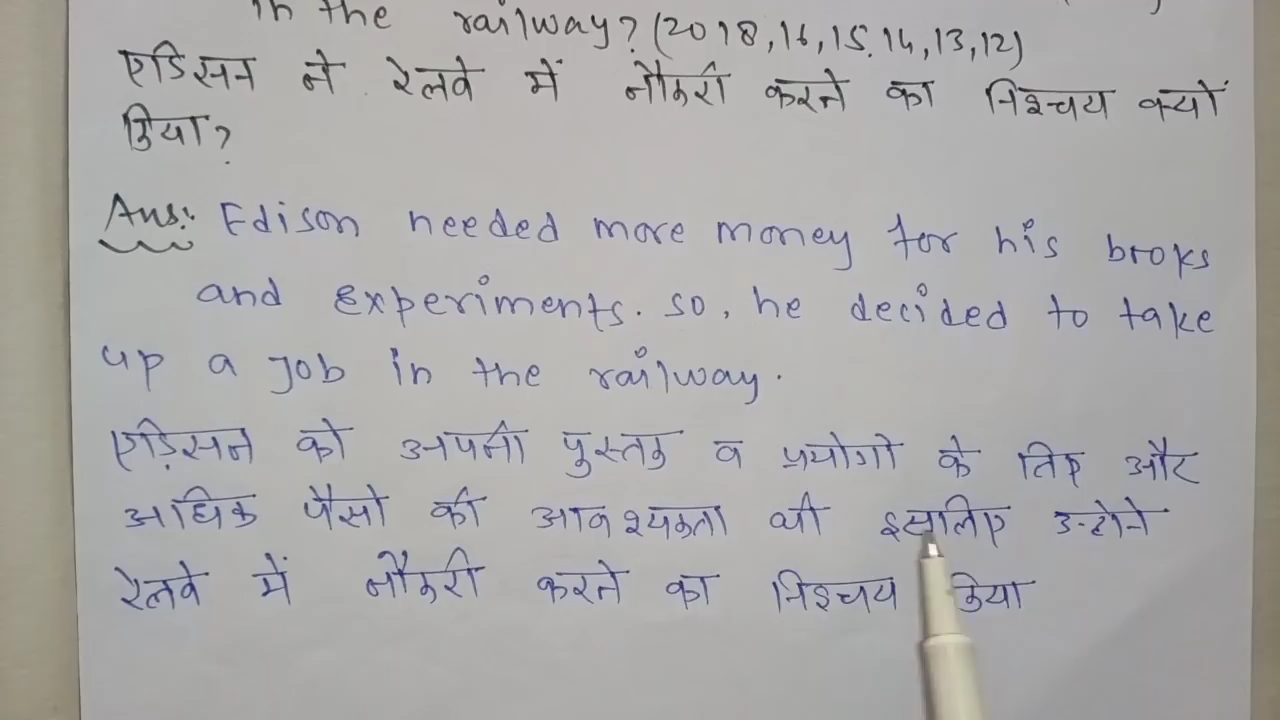 in the railway? (2018,16,15.14,13,12)
एडिसन ने रेलवे में नौकरी करने का निश्चय क्यों
किया?
Ans: Edison needed more money for his books
and experiments. so, he decided to take
up a job in the railway.
एडिसन को अपनी पुस्तक व प्रयोगो के लिए और
अधिक पैसो की आवश्यकता थी इसलिए उन्होने
रेलवे में नौकरी करने का निश्चय किया